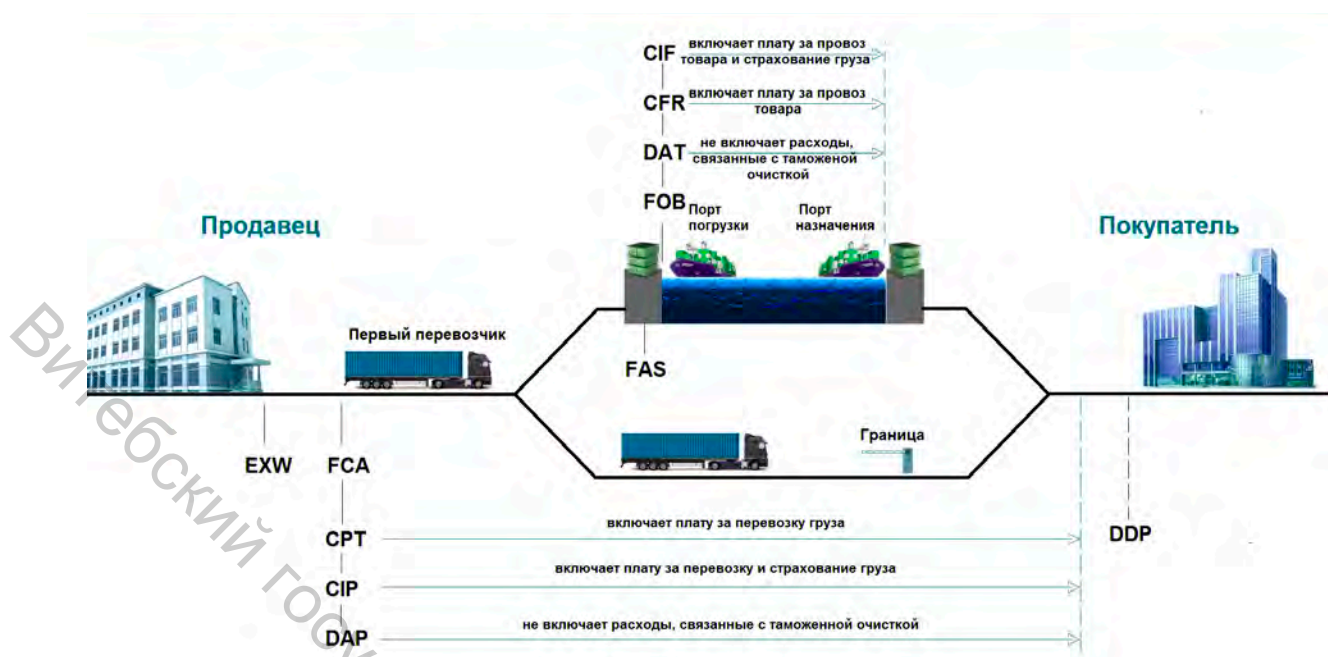 CIF
включает плату за провоз
товара и страхование груза
CFR
включает плату за провоз
товара
DAT
не включает расходы,
связанные с таможеной
очисткой
FOB
Порт
погрузки
Порт
назначения
Продавец
Покупатель
Первый перевозчик
FAS
Граница
EXW
FCA
включает плату за перевозку груза
CPT
DDP
включает плату за перевозку и страхование груза
CIP
не включает расходы, связанные с таможенной очисткой
DAP
Витебский госу